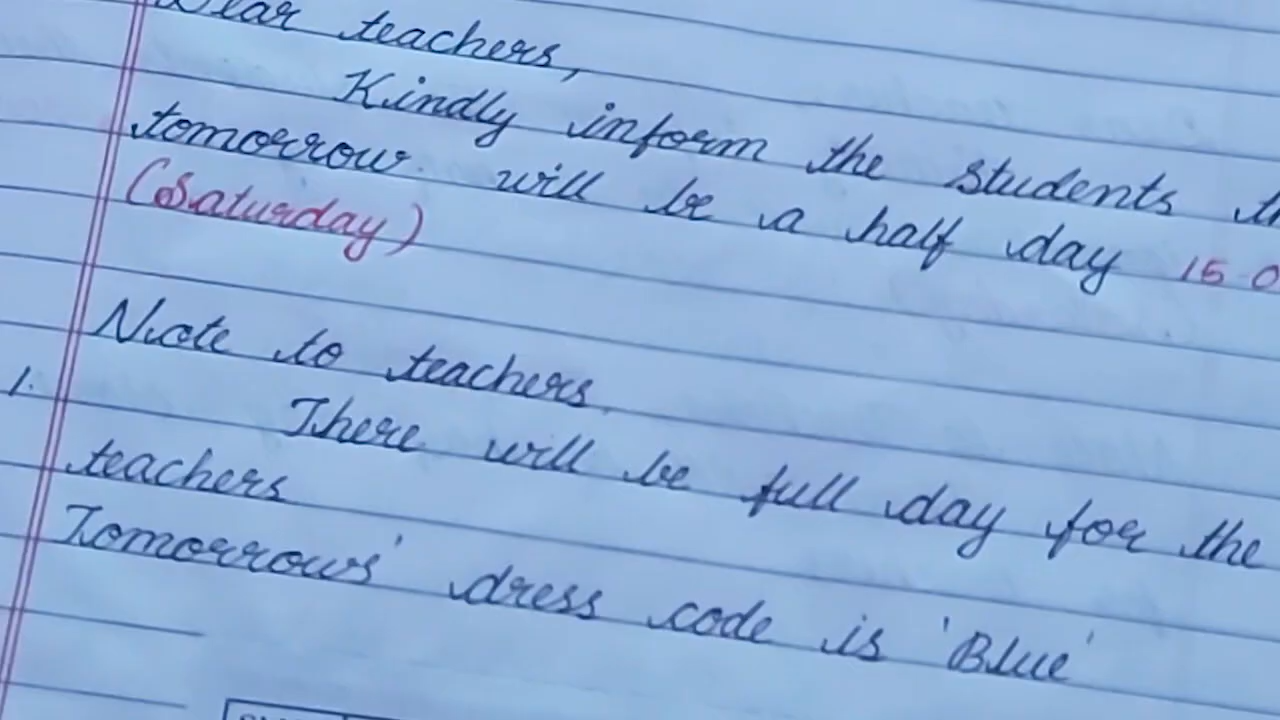 Dear teachers,
Kindly inform the students
tomorrow will be a half day 15
(Saturday)
Note to teachers
1. There will be full day for the
teachers
Tomorrows' dress code is 'Blue'